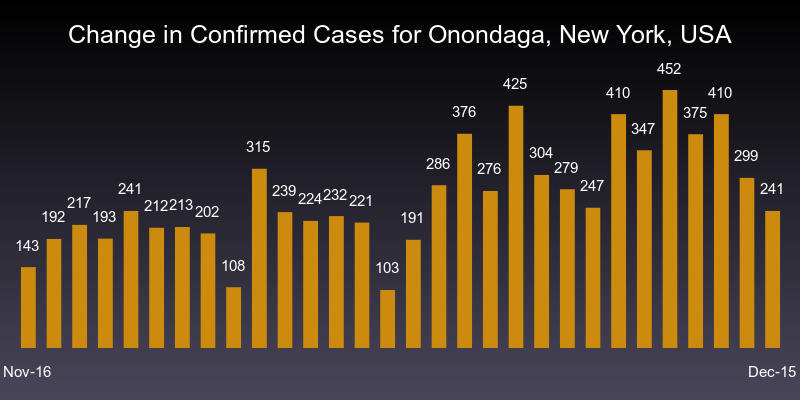 Change in Confirmed Cases for Onondaga, New York, USA
143 192 217 193 241 212 213 202 108 315 239 224 232 221 103 191 286 376 276 425 304 279 247 410 347 452 375 410 299 241
Nov-16 Dec-15